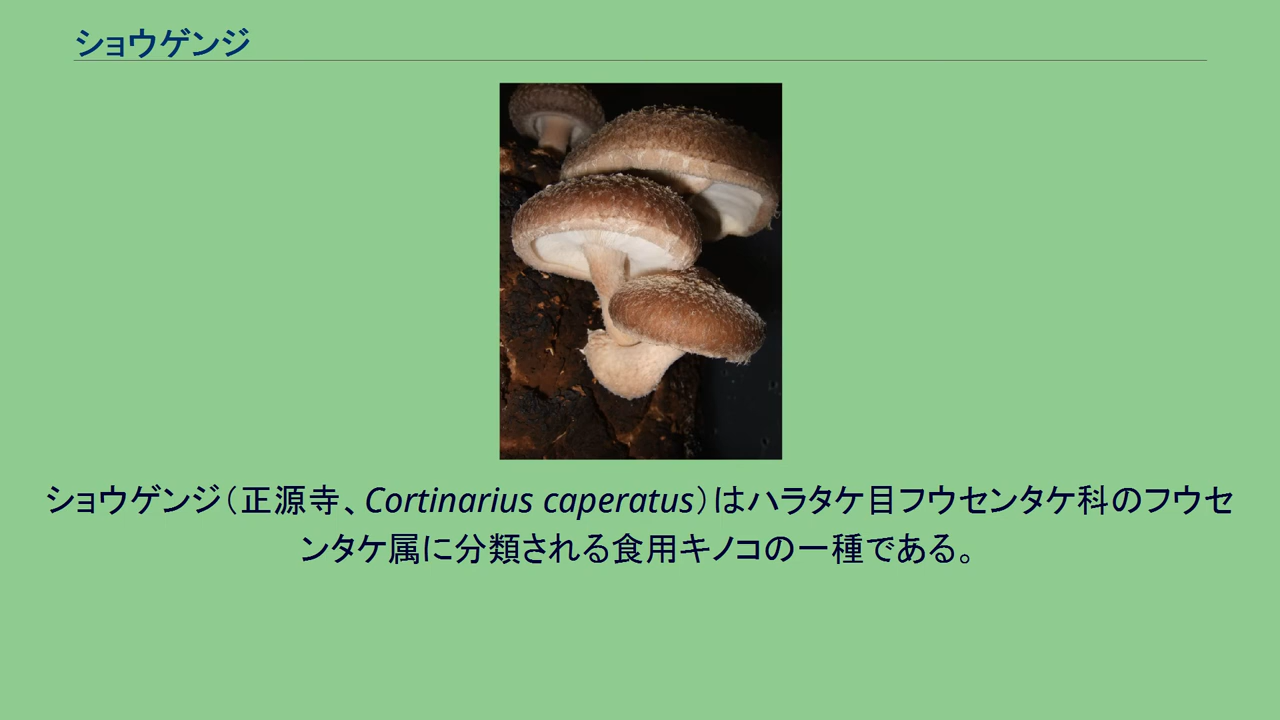 ショウゲンジ
ショウゲンジ（正源寺、Cortinarius caperatus）はハラタケ目フウセンタケ科のフウセ
ンタケ属に分類される食用キノコの一種である。